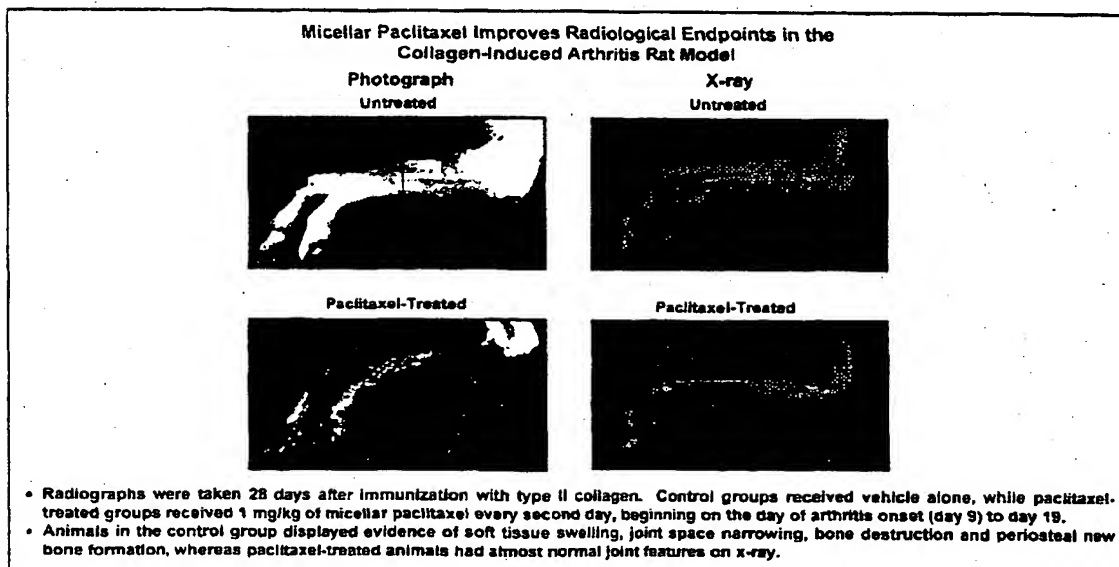 Micellar Paclitaxel Improves Radiological Endpoints in the
Collagen-Induced Arthritis Rat Model
Photograph
X-ray
Untreated
Untreated
Paclitaxel-Treated
Paclitaxel-Treated
• Radiographs were taken 28 days after immunization with type II collagen. Control groups received vehicle alone, while paclitaxel-
treated groups received 1 mg/kg of micellar paclitaxel every second day, beginning on the day of arthritis onset (day 9) to day 19.
• Animals in the control group displayed evidence of soft tissue swelling, joint space narrowing, bone destruction and periosteal new
bone formation, whereas paclitaxel-treated animals had almost normal joint features on x-ray.